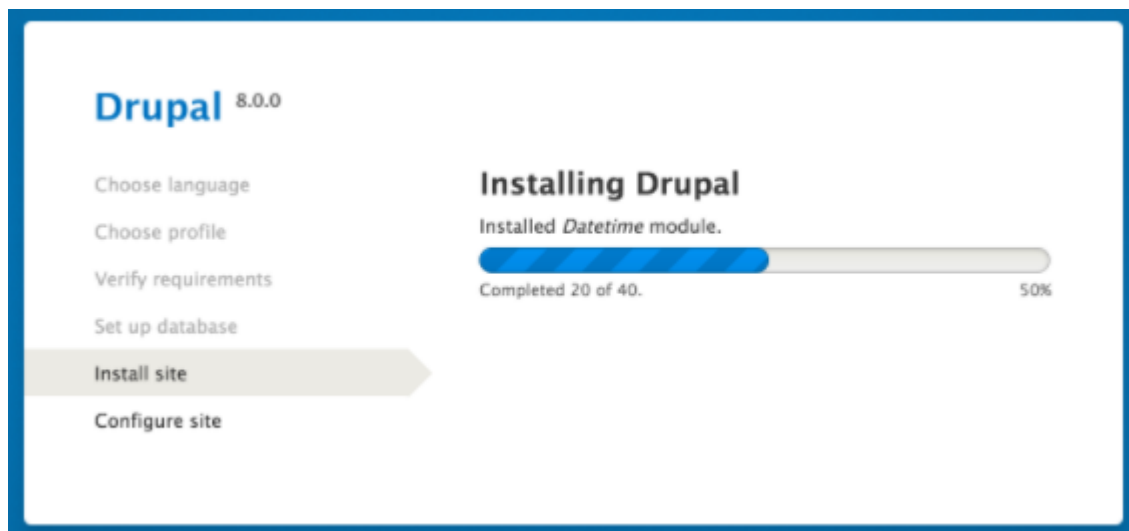 Drupal 8.0.0
Choose language
Choose profile
Verify requirements
Set up database
Install site
Configure site
Installing Drupal
Installed Datetime module.
Completed 20 of 40. 50%